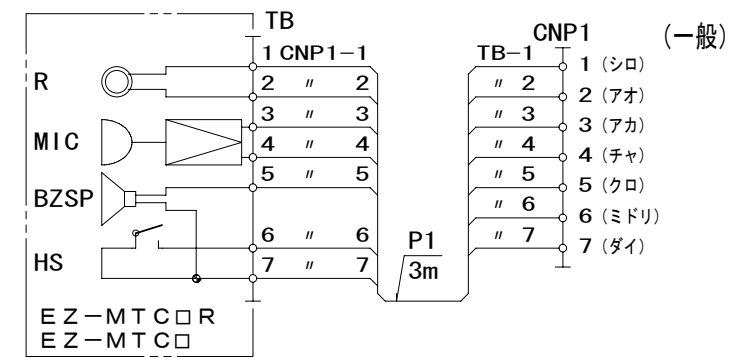 TB
CNP1
(一般)
1 CNP1-1
TB-1
1 (シロ)
R
2 〃 2
〃 2
2 (アオ)
3 〃 3
〃 3
3 (アカ)
MIC
4 〃 4
〃 4
4 (チャ)
5 〃 5
〃 5
5 (クロ)
BZSP
〃 6
6 (ミドリ)
6 〃 6
P1
〃 7
7 (ダイ)
HS
7 〃 7
3m
EZ-MTC□R
EZ-MTC□